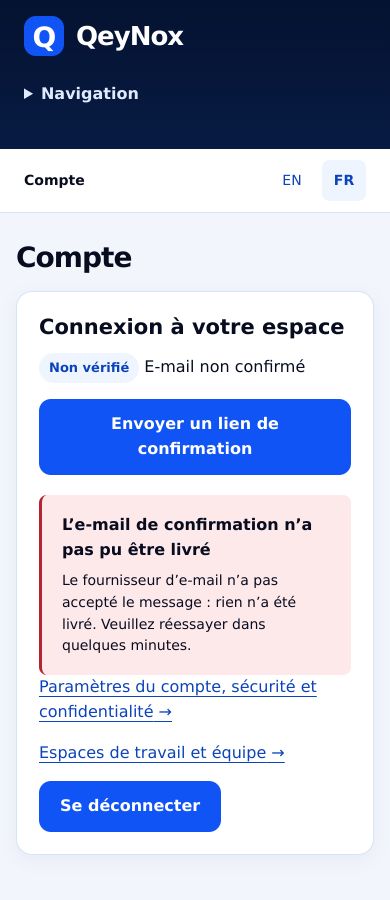 Q QeyNox
▶ Navigation
Compte
EN
FR
Compte
Connexion à votre espace
Non vérifié E-mail non confirmé
Envoyer un lien de
confirmation
L’e-mail de confirmation n’a
pas pu être livré
Le fournisseur d’e-mail n’a pas
accepté le message : rien n’a été
livré. Veuillez réessayer dans
quelques minutes.
Paramètres du compte, sécurité et
confidentialité →
Espaces de travail et équipe →
Se déconnecter